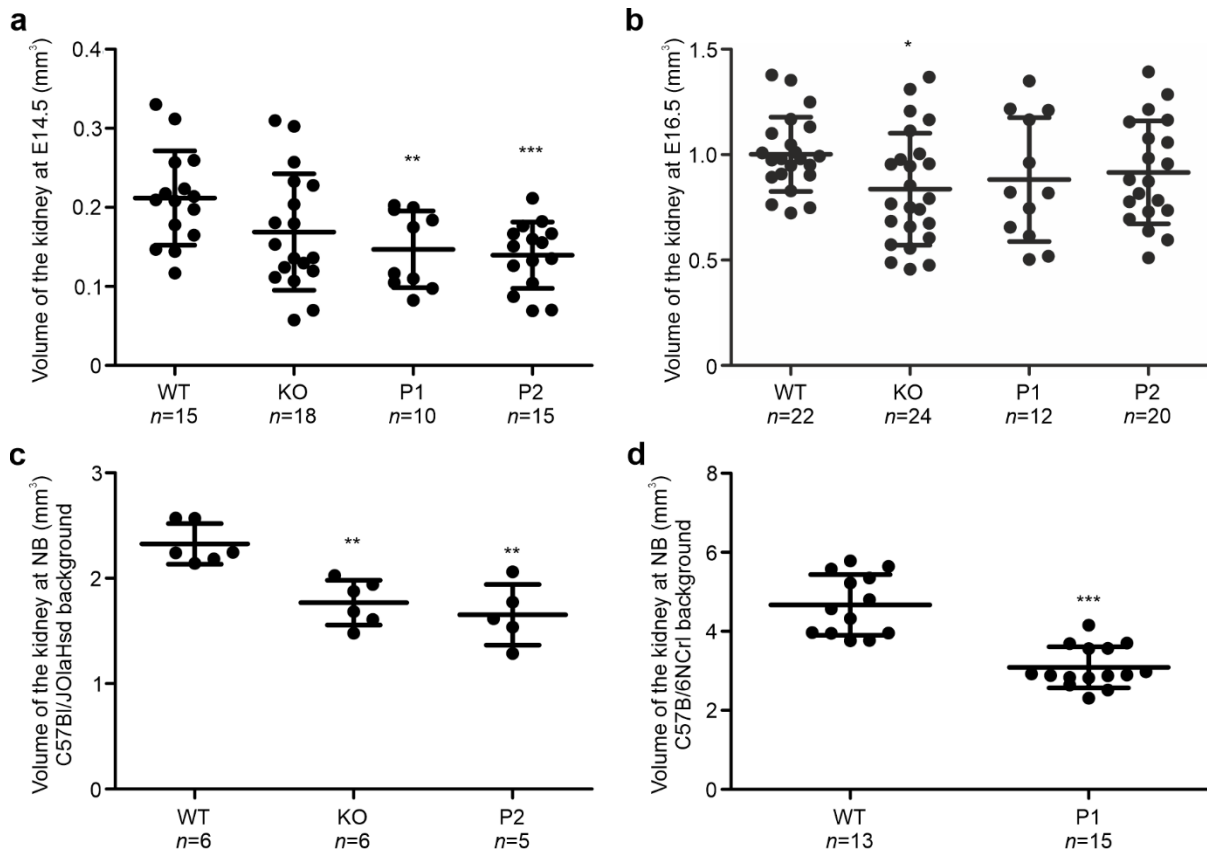 a
Volume of the kidney at E14.5 (mm³)
0.4
0.3
0.2
0.1
0
**
***
WT
KO
P1
P2
n=15
n=18
n=10
n=15
b
Volume of the kidney at E16.5 (mm³)
1.5
1.0
0.5
0
*
WT
KO
P1
P2
n=22
n=24
n=12
n=20
c
Volume of the kidney at NB (mm³)
C57Bl/JOlaHsd background
3
2
1
0
**
**
WT
KO
P2
n=6
n=6
n=5
d
Volume of the kidney at NB (mm³)
C57B/6NCrl background
8
6
4
2
0
***
WT
P1
n=13
n=15